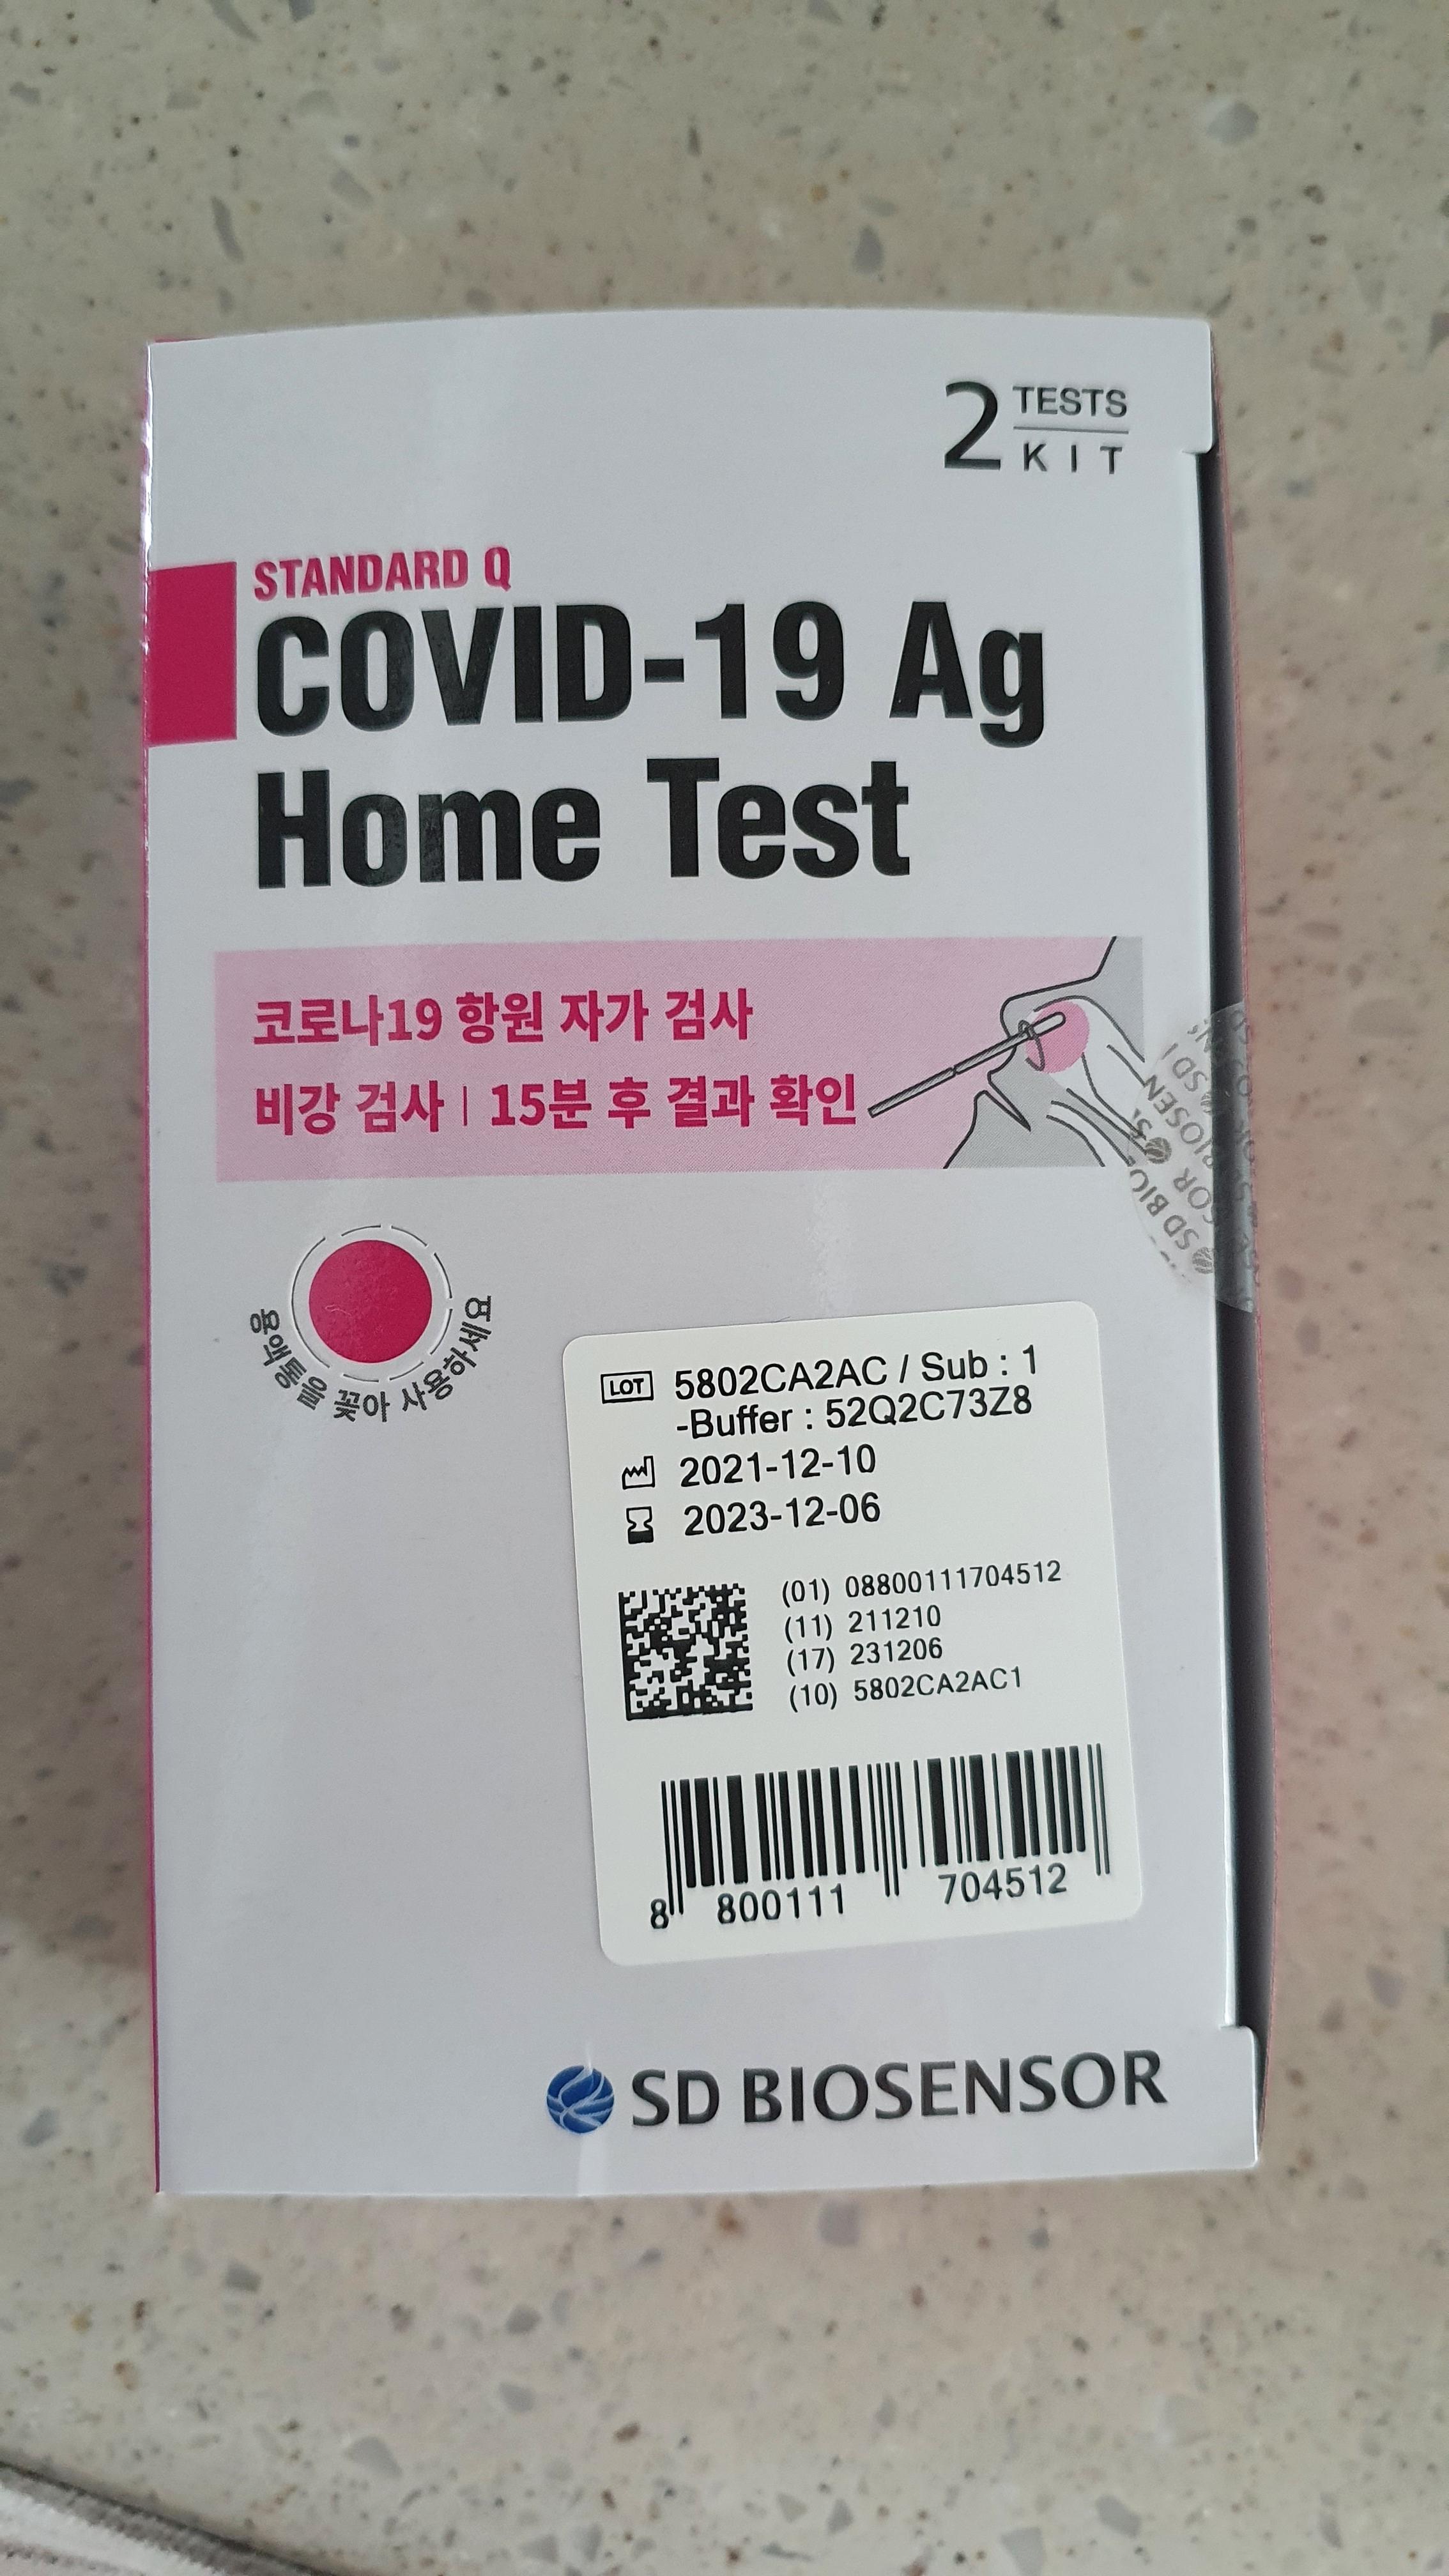 2 TESTS
KIT
STANDARD Q
COVID-19 Ag
Home Test
코로나19 항원 자가 검사
비강 검사 | 15분 후 결과 확인
SD BIOSENSOR
용액통을 꽂아 사용하세요
LOT 5802CA2AC / Sub : 1
-Buffer : 52Q2C73Z8
2021-12-10
2023-12-06
(01) 08800111704512
(11) 211210
(17) 231206
(10) 5802CA2AC1
8 800111 704512
SD BIOSENSOR